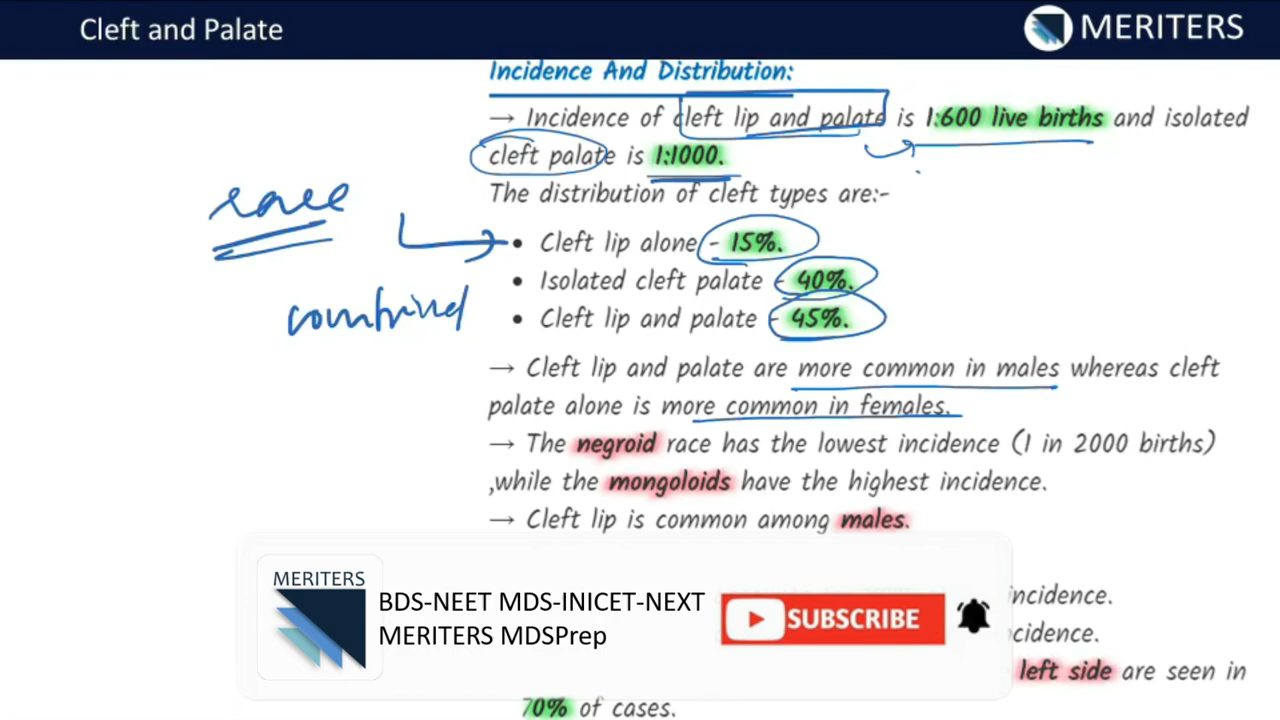 Cleft and Palate
MERITERS
Incidence And Distribution:
→ Incidence of cleft lip and palate is 1:600 live births and isolated
cleft palate is 1:1000.
The distribution of cleft types are:-
race
• Cleft lip alone - 15%.
• Isolated cleft palate - 40%.
combined
• Cleft lip and palate - 45%.
→ Cleft lip and palate are more common in males whereas cleft
palate alone is more common in females.
→ The negroid race has the lowest incidence (1 in 2000 births)
,while the mongoloids have the highest incidence.
→ Cleft lip is common among males.
MERITERS
BDS-NEET MDS-INICET-NEXT
MERITERS MDSPrep
SUBSCRIBE
incidence.
left side are seen in
70% of cases.